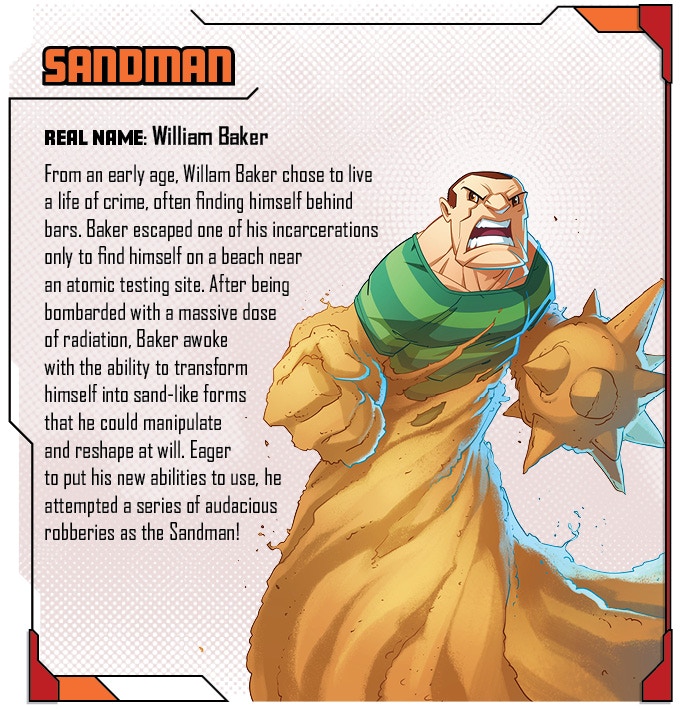 SANDMAN
REAL NAME: William Baker
From an early age, Willam Baker chose to live
a life of crime, often finding himself behind
bars. Baker escaped one of his incarcerations
only to find himself on a beach near
an atomic testing site. After being
bombarded with a massive dose
of radiation, Baker awoke
with the ability to transform
himself into sand-like forms
that he could manipulate
and reshape at will. Eager
to put his new abilities to use, he
attempted a series of audacious
robberies as the Sandman!